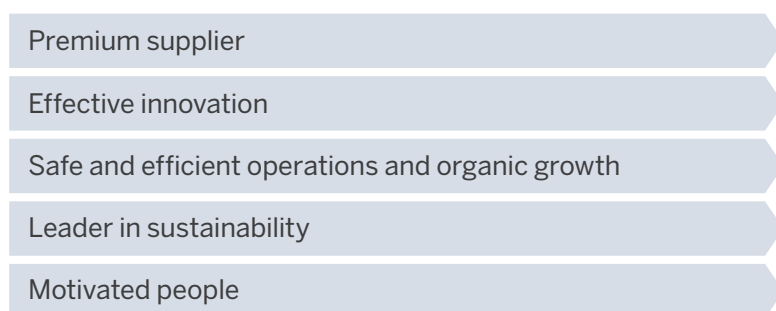 Premium supplier
Effective innovation
Safe and efficient operations and organic growth
Leader in sustainability
Motivated people